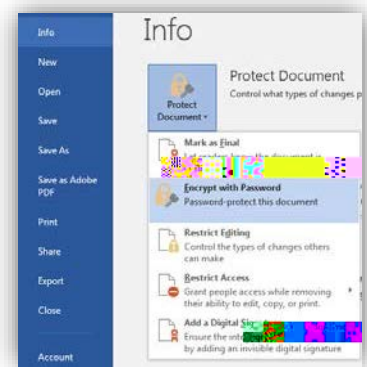 Info
New
Open
Save
Save As
Save as Adobe
PDF
Print
Share
Export
Close
Account
Info
Protect
Document
Protect Document
Control what types of changes p
Mark as Final
Encrypt with Password
Password-protect this document
Restrict Editing
Control the types of changes others
can make
Restrict Access
Grant people access while removing
their ability to edit, copy, or print.
Add a Digital
Ensure the
by adding an invisible digital signature